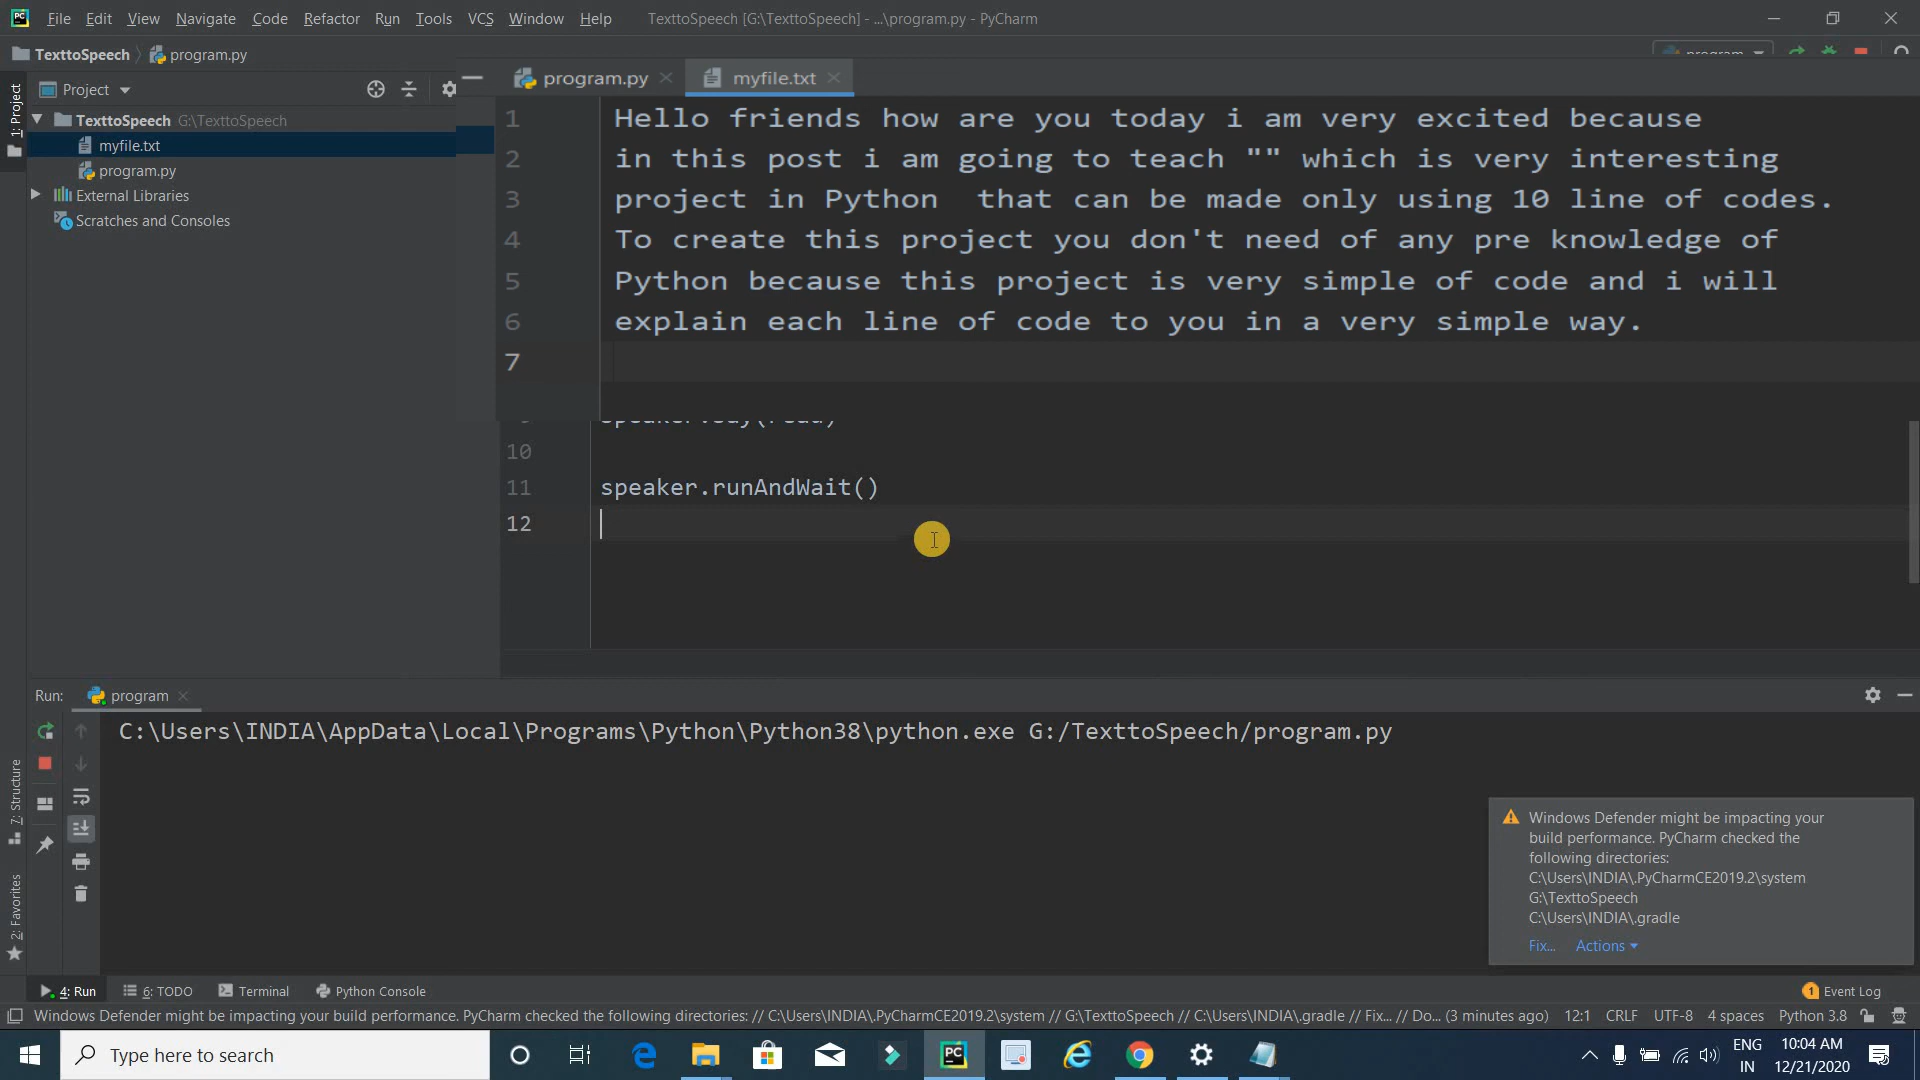 File Edit View Navigate Code Refactor Run Tools VCS Window Help TexttoSpeech [G:\TexttoSpeech] - ...\program.py - PyCharm
TexttoSpeech program.py
program
Project
program.py
myfile.txt
1: Project
TexttoSpeech G:\TexttoSpeech
myfile.txt
program.py
External Libraries
Scratches and Consoles
1 Hello friends how are you today i am very excited because
2 in this post i am going to teach "" which is very interesting
3 project in Python  that can be made only using 10 line of codes.
4 To create this project you don't need of any pre knowledge of
5 Python because this project is very simple of code and i will
6 explain each line of code to you in a very simple way.
7
10
11 speaker.runAndWait()
12
Run: program
C:\Users\INDIA\AppData\Local\Programs\Python\Python38\python.exe G:/TexttoSpeech/program.py
7: Structure
2: Favorites
Windows Defender might be impacting your
build performance. PyCharm checked the
following directories:
C:\Users\INDIA\.PyCharmCE2019.2\system
G:\TexttoSpeech
C:\Users\INDIA\.gradle
Fix... Actions
4: Run 6: TODO Terminal Python Console
1 Event Log
Windows Defender might be impacting your build performance. PyCharm checked the following directories: // C:\Users\INDIA\.PyCharmCE2019.2\system // G:\TexttoSpeech // C:\Users\INDIA\.gradle // Fix... // Do... (3 minutes ago) 12:1 CRLF UTF-8 4 spaces Python 3.8
Type here to search
PC
ENG
IN
10:04 AM
12/21/2020